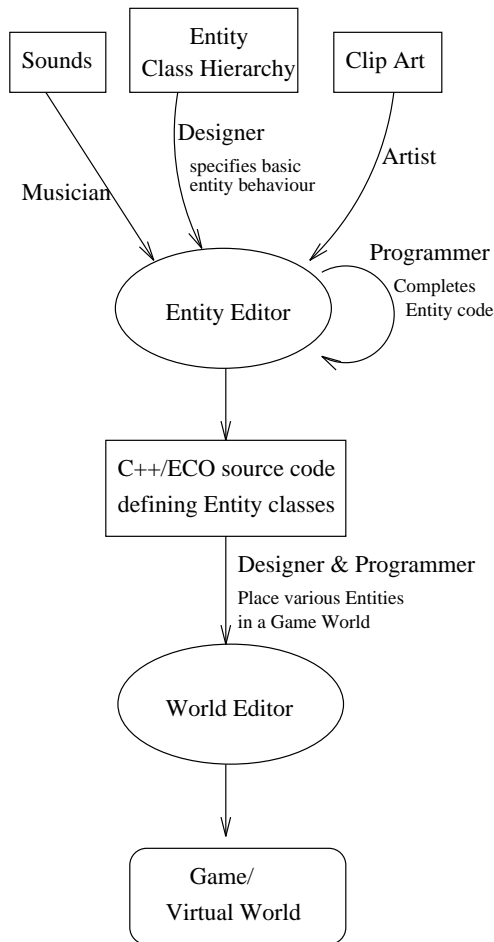 Sounds
Entity
Class Hierarchy
Clip Art
Designer
specifies basic
entity behaviour
Musician
Artist
Programmer
Completes
Entity code
Entity Editor
C++/ECO source code
defining Entity classes
Designer & Programmer
Place various Entities
in a Game World
World Editor
Game/
Virtual World